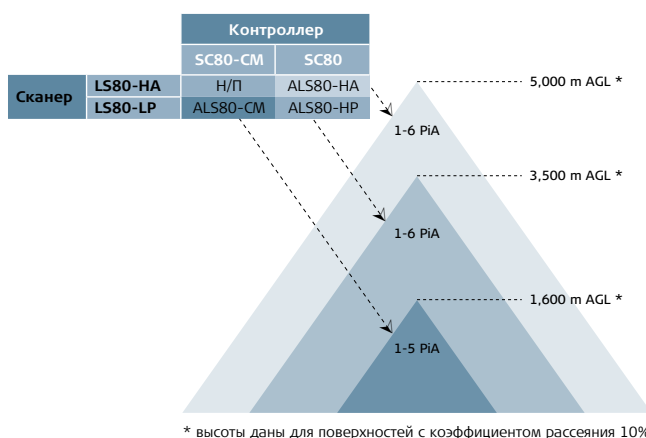 Контроллер
SC80-CM SC80
Сканер LS80-HA Н/П ALS80-HA
LS80-LP ALS80-CM ALS80-HP
5,000 m AGL *
1-6 PiA
3,500 m AGL *
1-6 PiA
1,600 m AGL *
1-5 PiA
* высоты даны для поверхностей с коэффициентом рассеяния 10%